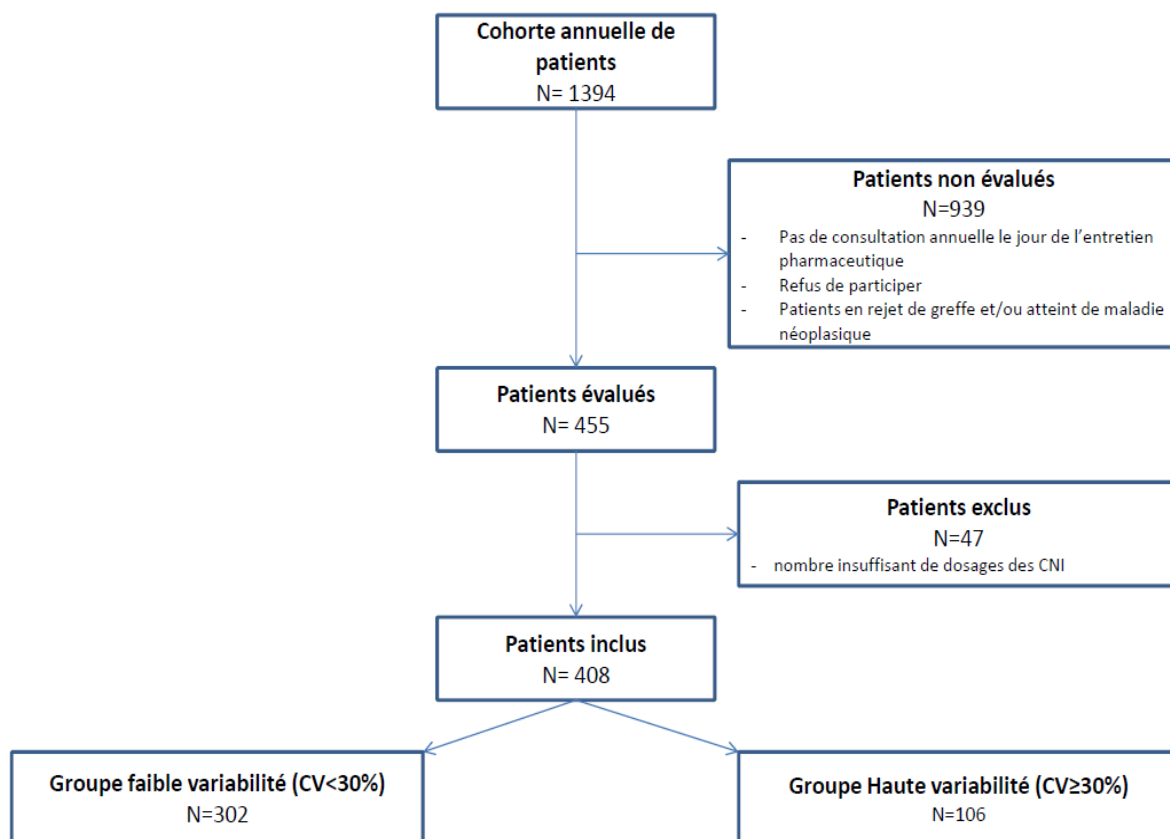 Cohorte annuelle de
patients
N= 1394
Patients non évalués
N=939
- Pas de consultation annuelle le jour de l'entretien
pharmaceutique
- Refus de participer
- Patients en rejet de greffe et/ou atteint de maladie
néoplasique
Patients évalués
N= 455
Patients exclus
N=47
- nombre insuffisant de dosages des CNI
Patients inclus
N= 408
Groupe faible variabilité (CV<30%)
N=302
Groupe Haute variabilité (CV≥30%)
N=106